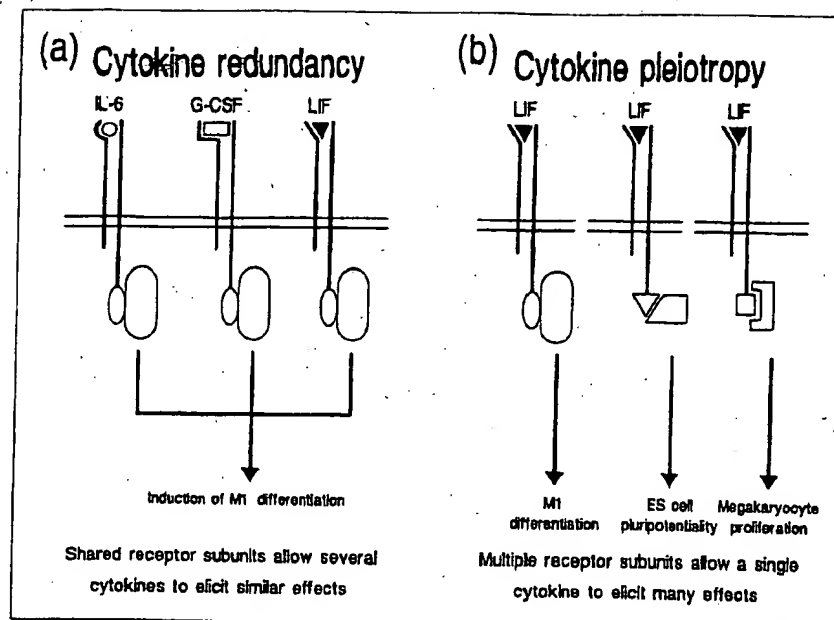 (a) Cytokine redundancy
IL-6 G-CSF LIF
Induction of M1 differentiation
Shared receptor subunits allow several
cytokines to elicit similar effects
(b) Cytokine pleiotropy
LIF LIF LIF
M1
differentiation
ES cell
pluripotentiality
Megakaryocyte
proliferation
Multiple receptor subunits allow a single
cytokine to elicit many effects